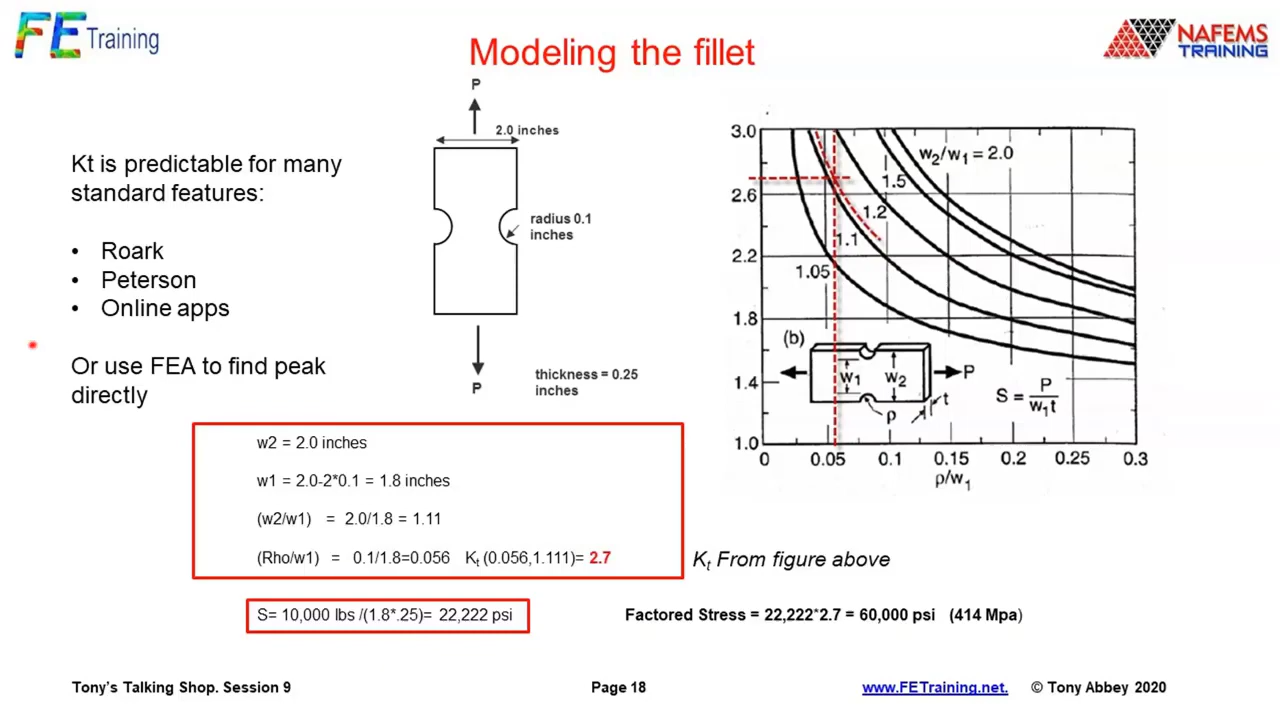 FE Training
NAFEMS
TRAINING
Modeling the fillet
P
2.0 inches
Kt is predictable for many
standard features:
• Roark
• Peterson
• Online apps
Or use FEA to find peak
directly
radius 0.1
inches
P
thickness = 0.25
inches
3.0
2.6
2.2
1.8
1.4
1.0
w2/w1 = 2.0
1.5
1.2
1.1
1.05
(b)
w1
w2
P
t
ρ
S = P
w1t
0
0.05
0.1
0.15
0.2
0.25
0.3
ρ/w1
w2 = 2.0 inches
w1 = 2.0-2*0.1 = 1.8 inches
(w2/w1) = 2.0/1.8 = 1.11
(Rho/w1) = 0.1/1.8=0.056 Kt (0.056,1.111)= 2.7
Kt From figure above
S= 10,000 lbs /(1.8*.25)= 22,222 psi
Factored Stress = 22,222*2.7 = 60,000 psi (414 Mpa)
Tony's Talking Shop. Session 9
Page 18
www.FETraining.net. © Tony Abbey 2020